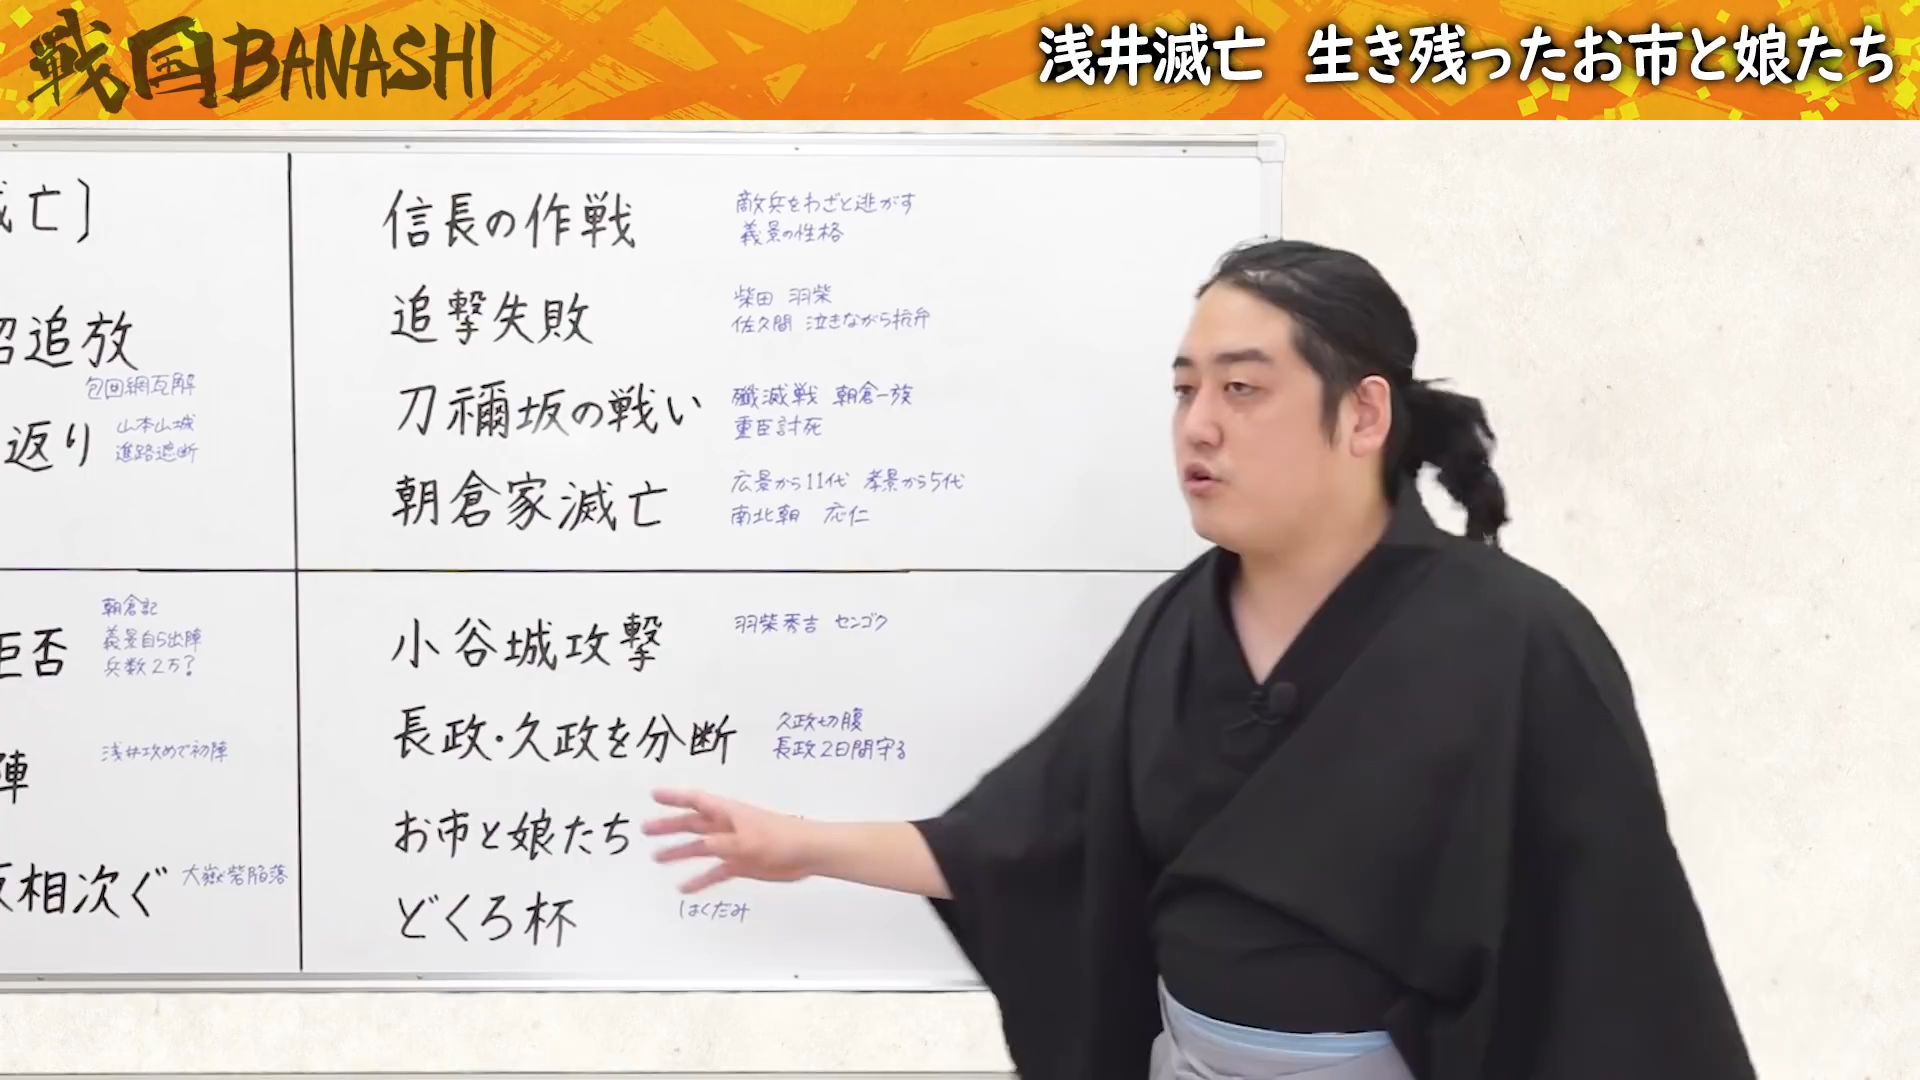 戦国BANASHI
浅井滅亡 生き残ったお市と娘たち
滅亡〕
追放
包囲網瓦解
返り
山本山城
進路遮断
信長の作戦
敵兵をわざと逃がす
義景の性格
追撃失敗
柴田 羽柴
佐久間 泣きながら抗弁
刀禰坂の戦い
殲滅戦 朝倉一族
重臣討死
朝倉家滅亡
広景から11代 孝景から5代
南北朝 応仁
拒否
朝倉記
義景自ら出陣
兵数2万?
陣
浅井攻めで初陣
相次ぐ
大嶽砦陥落
小谷城攻撃
羽柴秀吉 センゴク
長政・久政を分断
久政切腹
長政2日間守る
お市と娘たち
どくろ杯
はくだみ